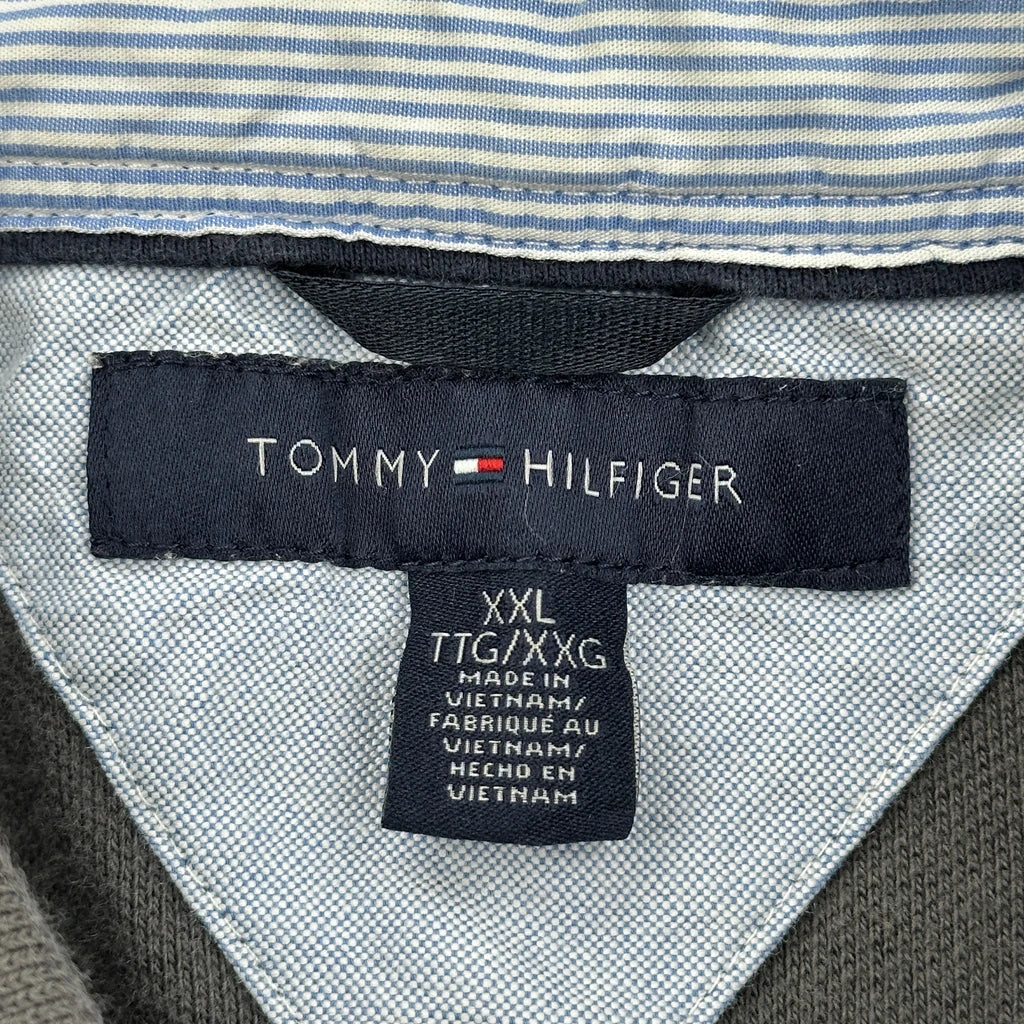 TOMMY HILFIGER
XXL
TTG/XXG
MADE IN
VIETNAM/
FABRIQUÉ AU
VIETNAM/
HECHO EN
VIETNAM